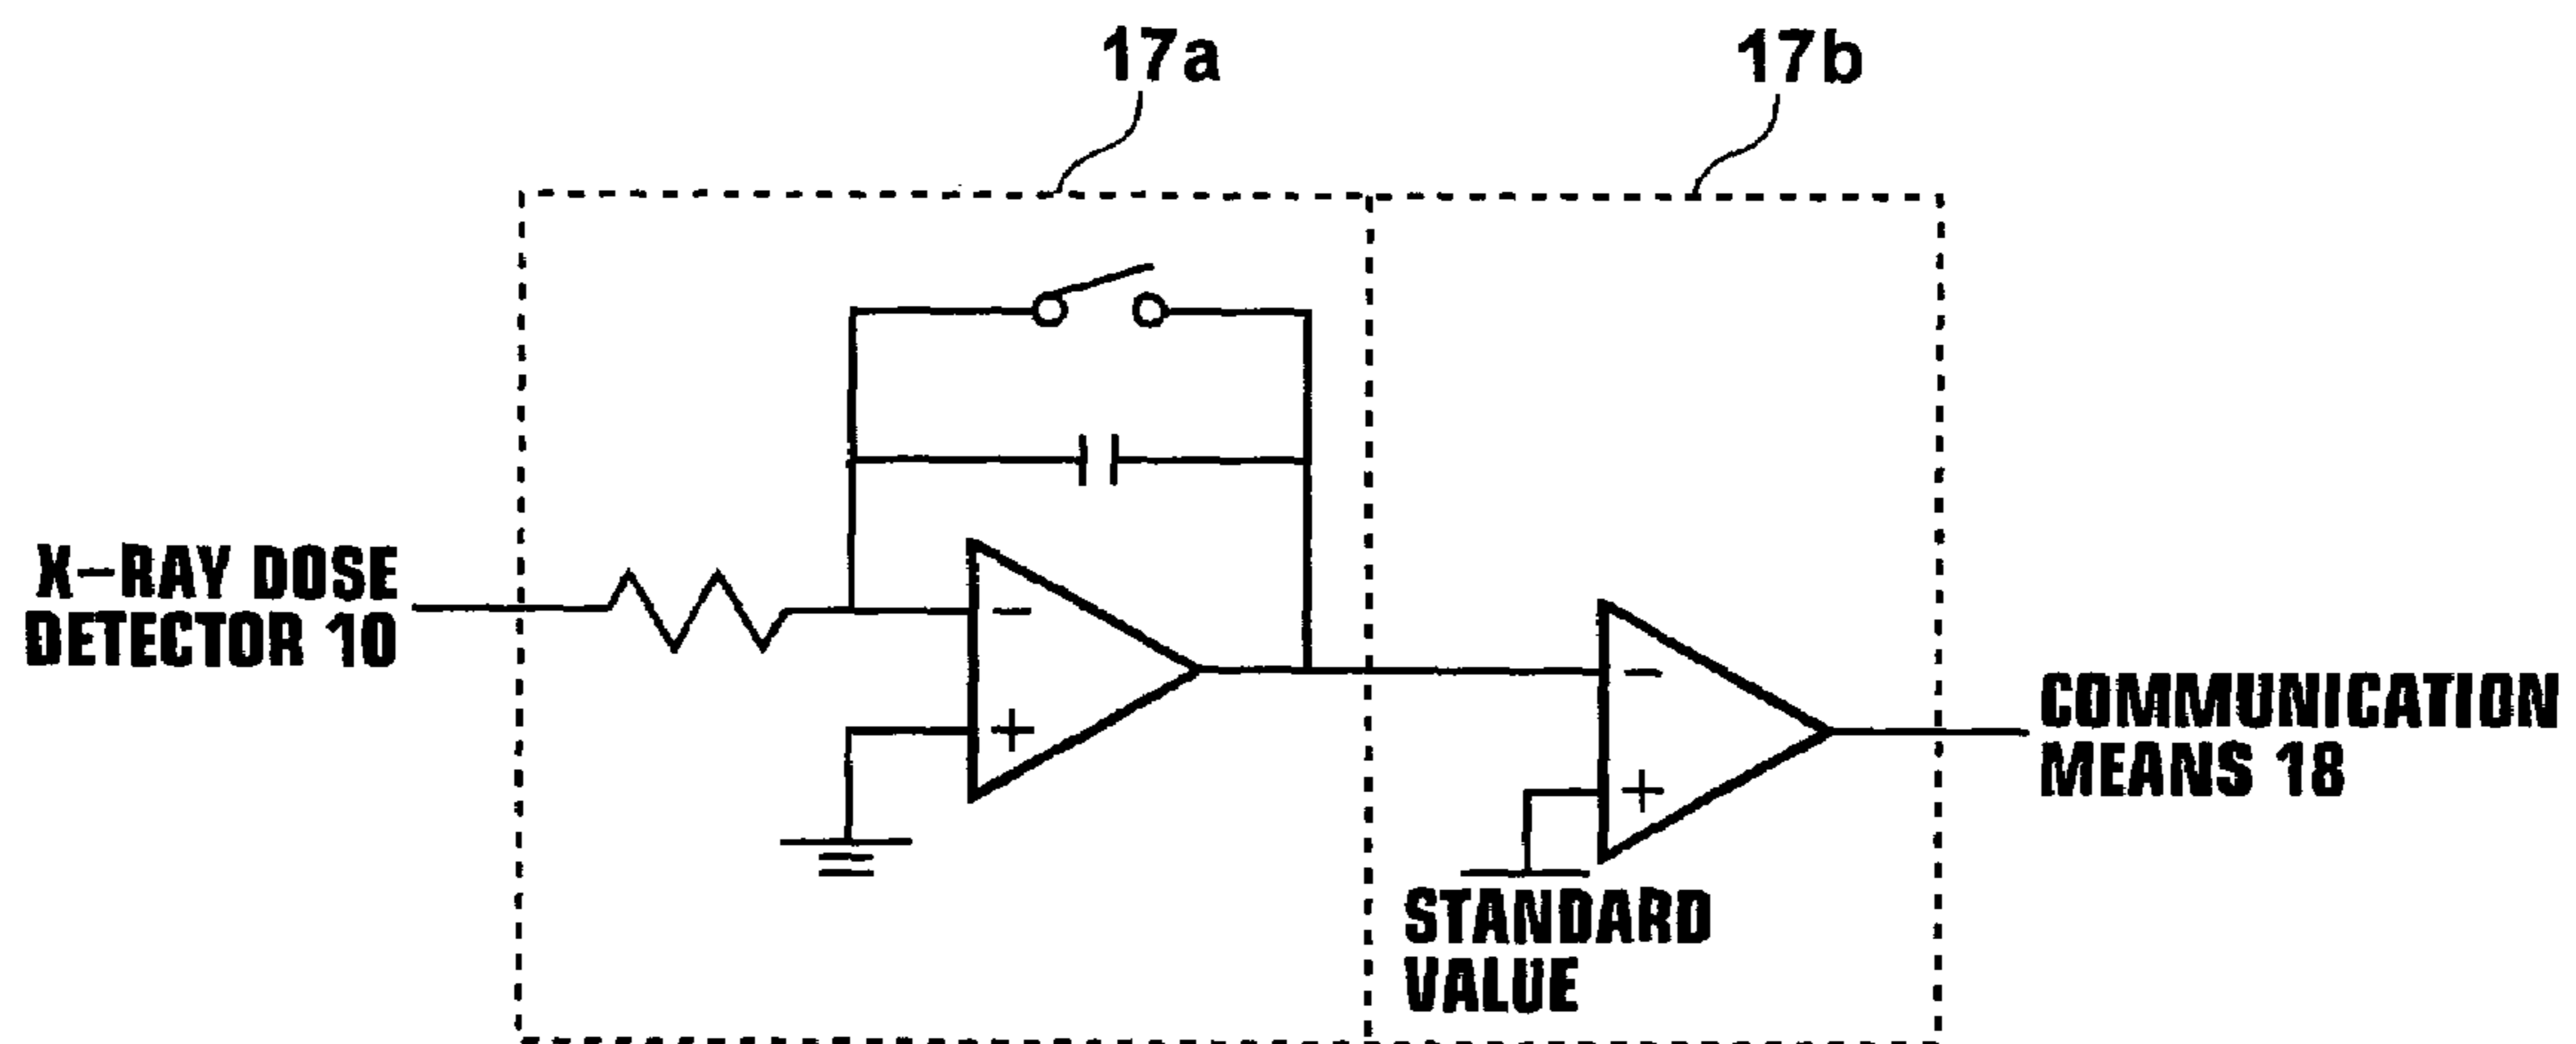 17a
17b
X-RAY DOSE
DETECTOR 10
−
+
−
+
COMMUNICATION
MEANS 18
STANDARD
VALUE